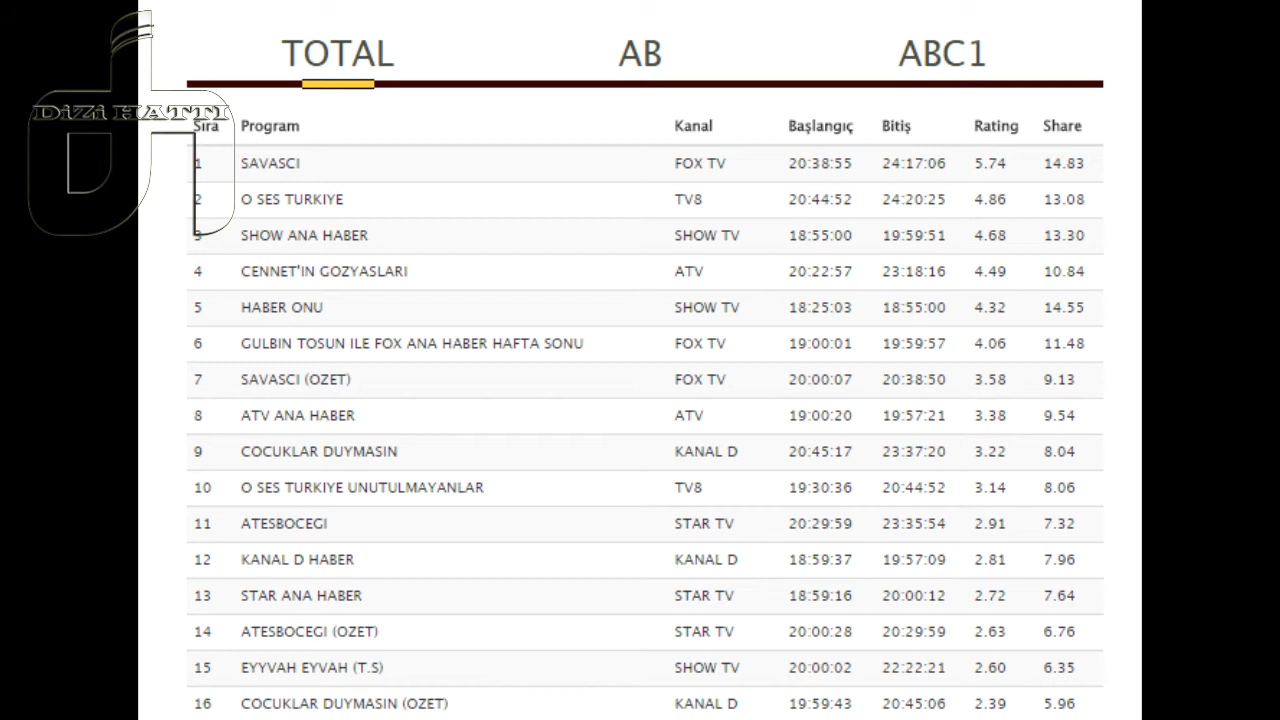 TOTAL AB ABC1
DİZİ HATTI
Sıra Program Kanal Başlangıç Bitiş Rating Share
1 SAVASCI FOX TV 20:38:55 24:17:06 5.74 14.83
2 O SES TURKIYE TV8 20:44:52 24:20:25 4.86 13.08
3 SHOW ANA HABER SHOW TV 18:55:00 19:59:51 4.68 13.30
4 CENNET'IN GOZYASLARI ATV 20:22:57 23:18:16 4.49 10.84
5 HABER ONU SHOW TV 18:25:03 18:55:00 4.32 14.55
6 GULBIN TOSUN ILE FOX ANA HABER HAFTA SONU FOX TV 19:00:01 19:59:57 4.06 11.48
7 SAVASCI (OZET) FOX TV 20:00:07 20:38:50 3.58 9.13
8 ATV ANA HABER ATV 19:00:20 19:57:21 3.38 9.54
9 COCUKLAR DUYMASIN KANAL D 20:45:17 23:37:20 3.22 8.04
10 O SES TURKIYE UNUTULMAYANLAR TV8 19:30:36 20:44:52 3.14 8.06
11 ATESBOCEGI STAR TV 20:29:59 23:35:54 2.91 7.32
12 KANAL D HABER KANAL D 18:59:37 19:57:09 2.81 7.96
13 STAR ANA HABER STAR TV 18:59:16 20:00:12 2.72 7.64
14 ATESBOCEGI (OZET) STAR TV 20:00:28 20:29:59 2.63 6.76
15 EYYVAH EYVAH (T.S) SHOW TV 20:00:02 22:22:21 2.60 6.35
16 COCUKLAR DUYMASIN (OZET) KANAL D 19:59:43 20:45:06 2.39 5.96